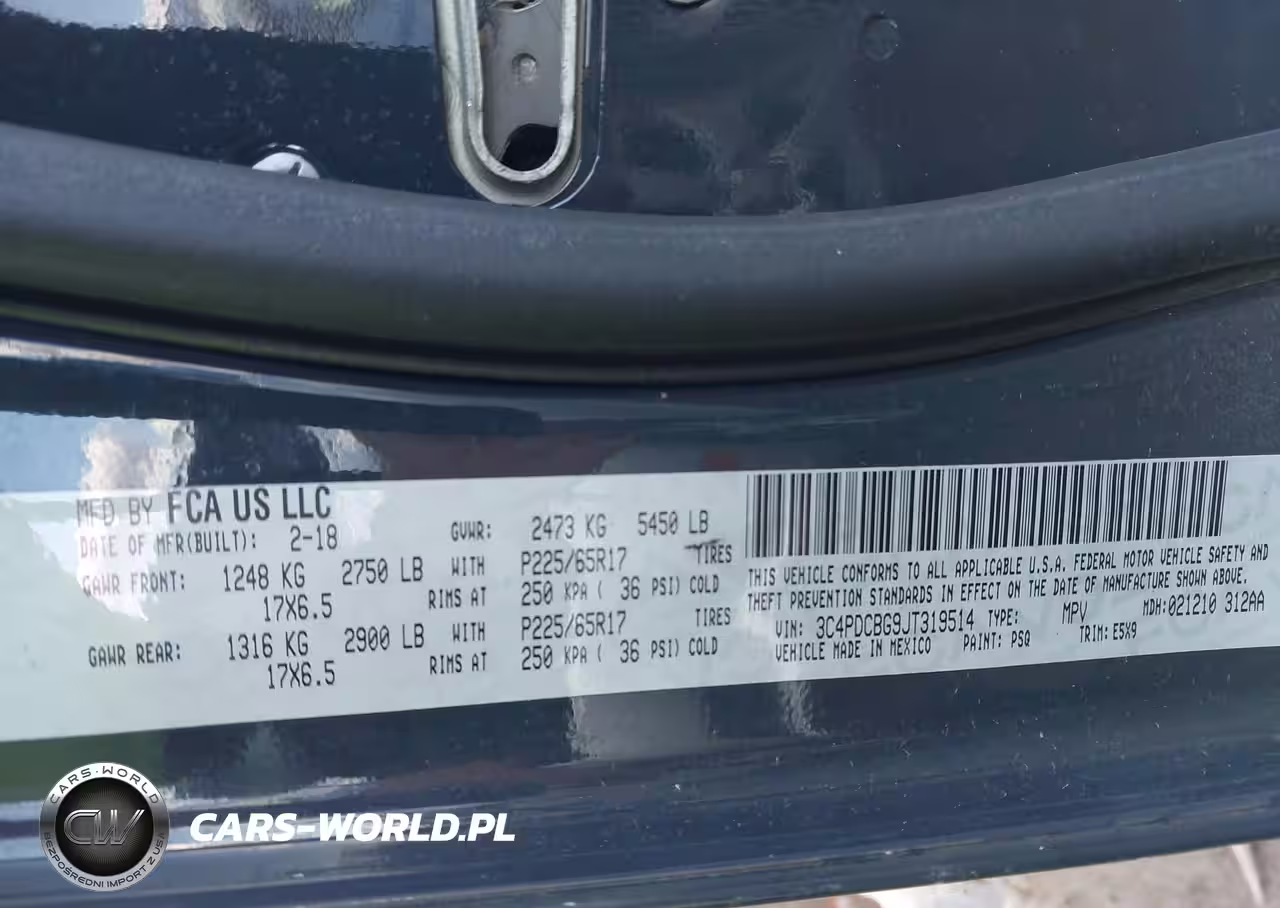 MFD BY FCA US LLC
DATE OF MFR(BUILT): 2-18 GVWR: 2473 KG 5450 LB
GAWR FRONT: 1248 KG 2750 LB WITH P225/65R17 TIRES
17X6.5 RIMS AT 250 KPA ( 36 PSI) COLD
GAWR REAR: 1316 KG 2900 LB WITH P225/65R17 TIRES
17X6.5 RIMS AT 250 KPA ( 36 PSI) COLD
THIS VEHICLE CONFORMS TO ALL APPLICABLE U.S.A. FEDERAL MOTOR VEHICLE SAFETY AND
THEFT PREVENTION STANDARDS IN EFFECT ON THE DATE OF MANUFACTURE SHOWN ABOVE.
VIN: 3C4PDCBG9JT319514 TYPE: MPV MDH:021210 312AA
VEHICLE MADE IN MEXICO PAINT: PSQ TRIM: E5X9
CARS-WORLD
CW
BEZPOŚREDNI IMPORT Z USA
CARS-WORLD.PL